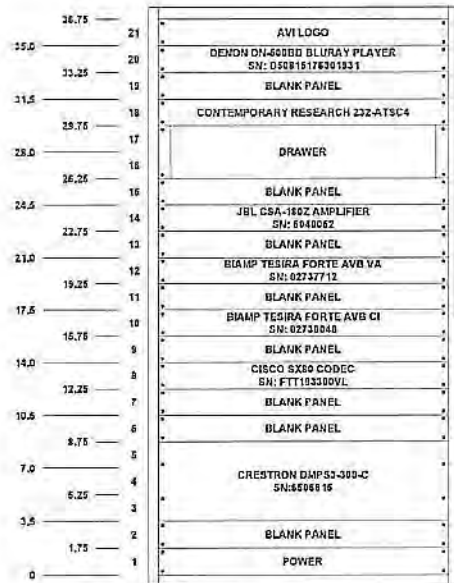 36.75
21 AVI LOGO
35.0
20 DENON DN-500BD BLURAY PLAYER
33.25
19 BLANK PANEL
31.5
18 CONTEMPORARY RESEARCH 232-ATSC4
29.75
17
28.0 DRAWER
16
26.25
15 BLANK PANEL
24.5
14 JBL CSA-180Z AMPLIFIER
22.75
13 BLANK PANEL
21.0
12 BIAMP TESIRA FORTE AVB VA
SN: 02737712
19.25
11 BLANK PANEL
17.5
10 BIAMP TESIRA FORTE AVB CI
15.75
9 BLANK PANEL
14.0
8 CISCO SX80 CODEC
12.25
7 BLANK PANEL
10.5
6 BLANK PANEL
8.75
5
7.0
4 CRESTRON DMPS3-300-C
5.25
3
3.5
2 BLANK PANEL
1.75
1 POWER
0